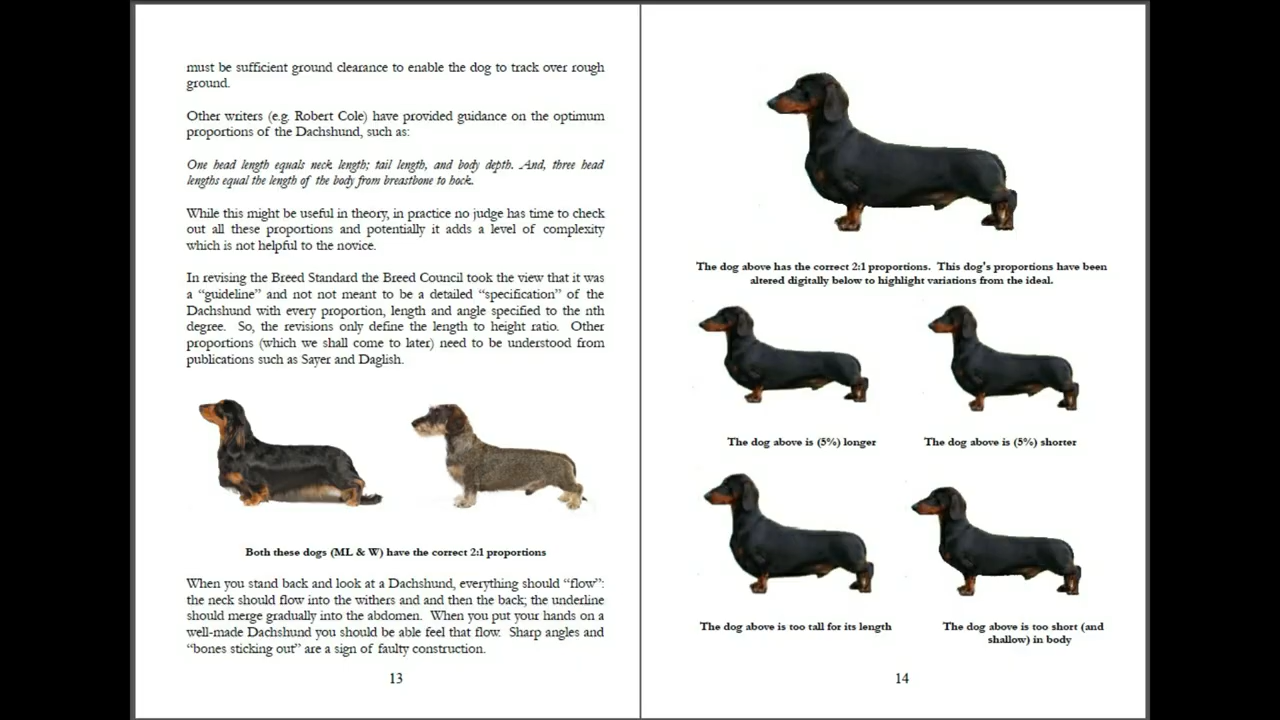 must be sufficient ground clearance to enable the dog to track over rough
ground.
Other writers (e.g. Robert Cole) have provided guidance on the optimum
proportions of the Dachshund, such as:
One head length equals neck length; tail length, and body depth. And, three head
lengths equal the length of the body from breastbone to hock.
While this might be useful in theory, in practice no judge has time to check
out all these proportions and potentially it adds a level of complexity
which is not helpful to the novice.
In revising the Breed Standard the Breed Council took the view that it was
a “guideline” and not not meant to be a detailed “specification” of the
Dachshund with every proportion, length and angle specified to the nth
degree. So, the revisions only define the length to height ratio. Other
proportions (which we shall come to later) need to be understood from
publications such as Sayer and Daglish.
Both these dogs (ML & W) have the correct 2:1 proportions
When you stand back and look at a Dachshund, everything should “flow”:
the neck should flow into the withers and and then the back; the underline
should merge gradually into the abdomen. When you put your hands on a
well-made Dachshund you should be able feel that flow. Sharp angles and
“bones sticking out” are a sign of faulty construction.
13
The dog above has the correct 2:1 proportions. This dog's proportions have been
altered digitally below to highlight variations from the ideal.
The dog above is (5%) longer
The dog above is (5%) shorter
The dog above is too tall for its length
The dog above is too short (and
shallow) in body
14